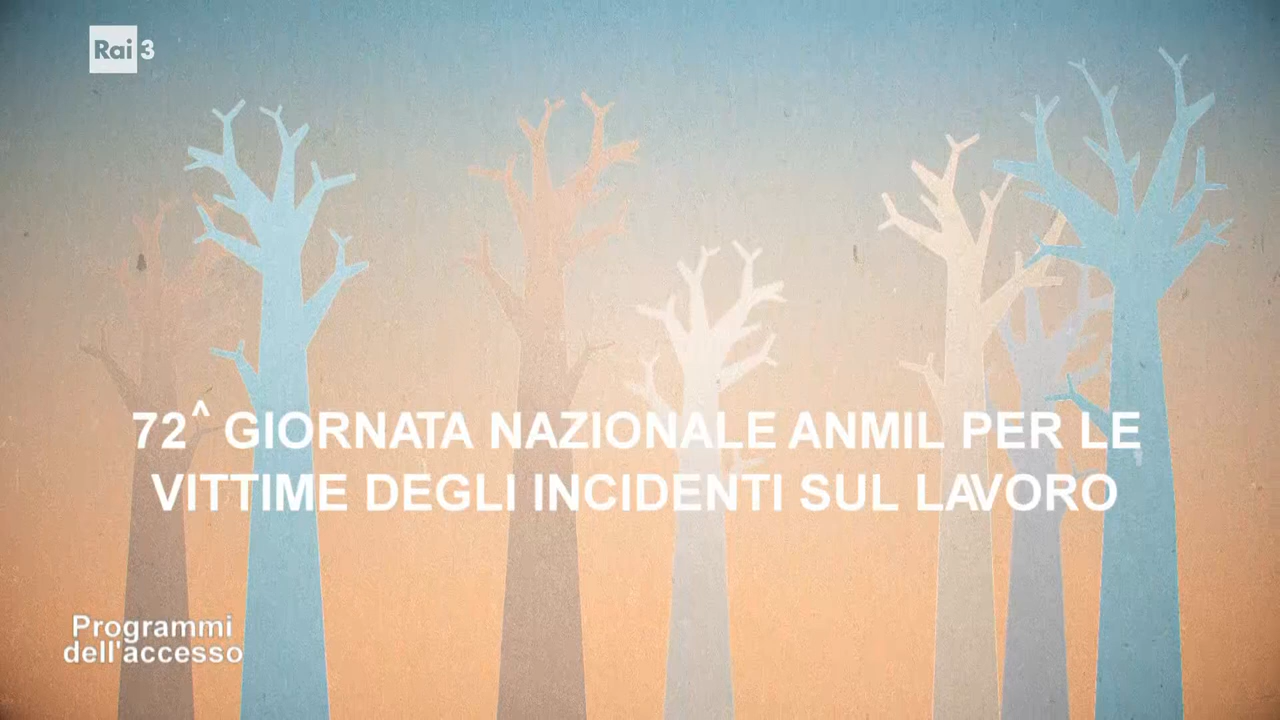 Rai 3
72^ GIORNATA NAZIONALE ANMIL PER LE
VITTIME DEGLI INCIDENTI SUL LAVORO
Programmi
dell'accesso